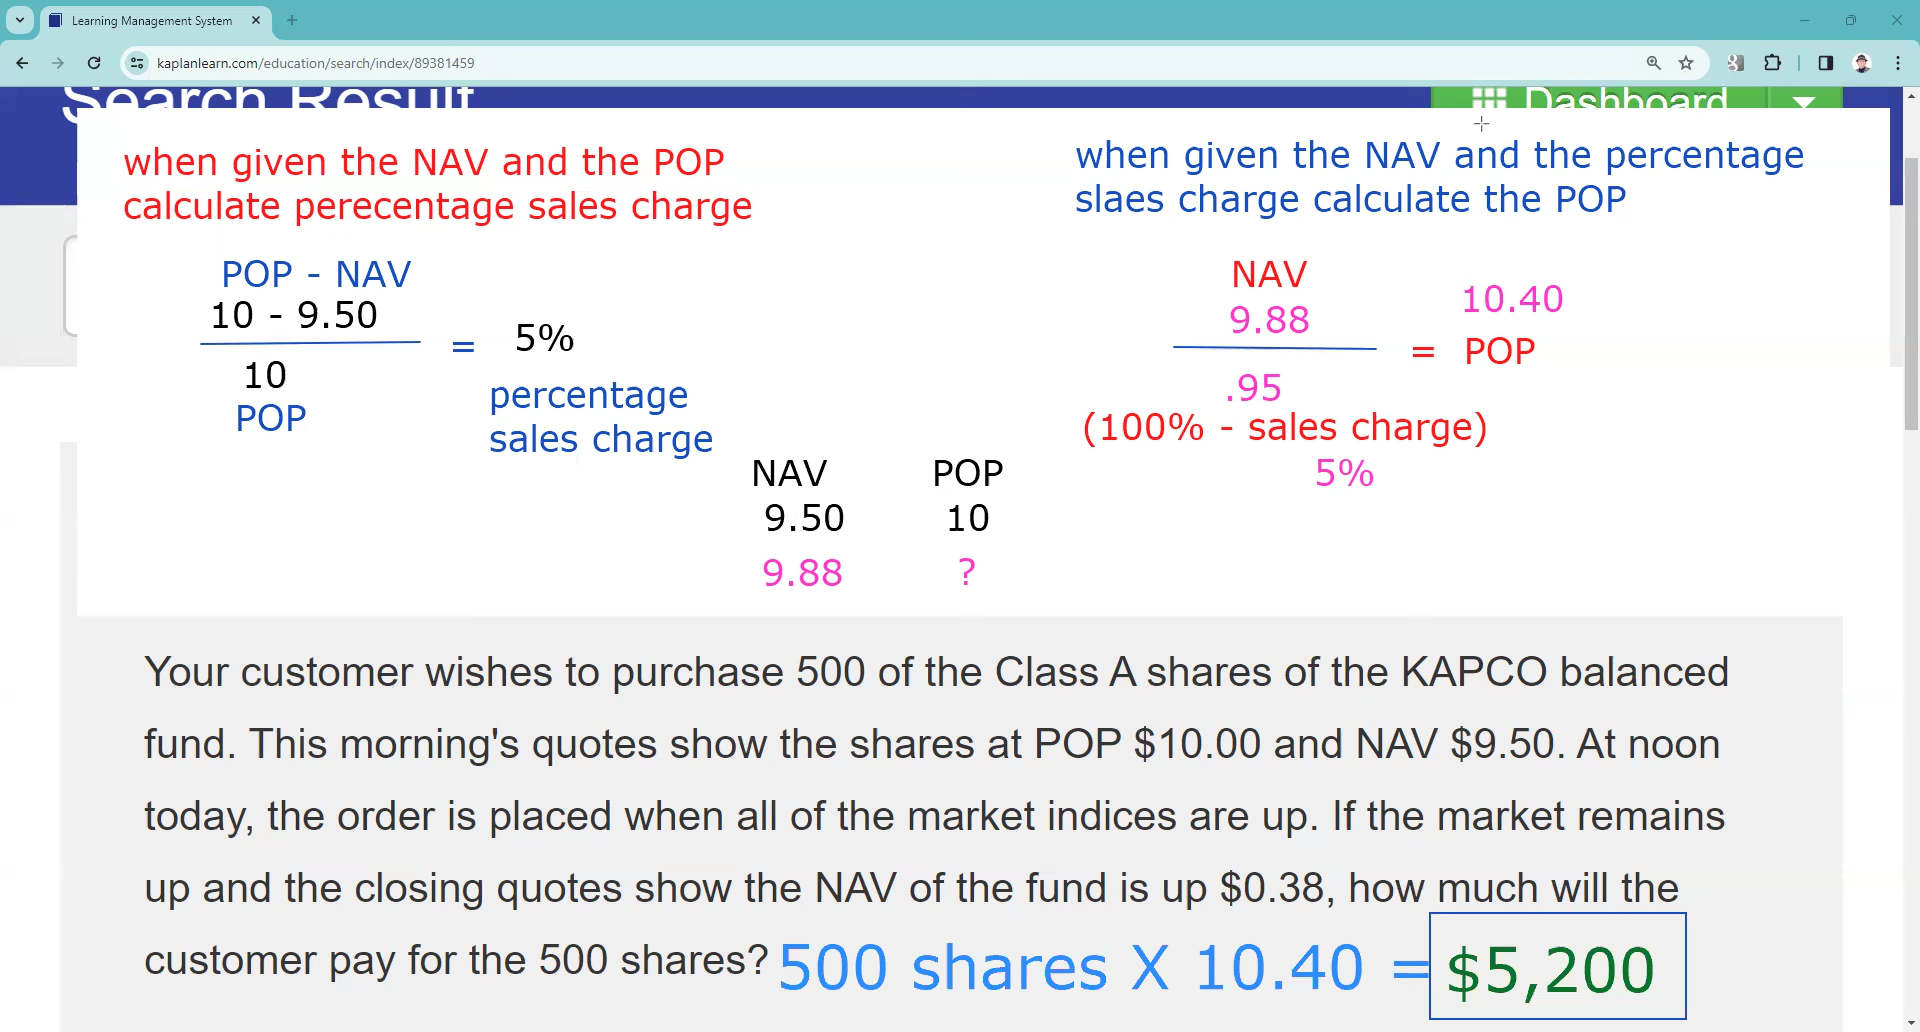 Learning Management System
kaplanlearn.com/education/search/index/89381459
Search Result
Dashboard
when given the NAV and the POP
calculate perecentage sales charge
POP - NAV
10 - 9.50
10
POP
= 5%
percentage
sales charge
when given the NAV and the percentage
slaes charge calculate the POP
NAV
9.88
.95
(100% - sales charge)
5%
10.40
= POP
NAV POP
9.50 10
9.88 ?
Your customer wishes to purchase 500 of the Class A shares of the KAPCO balanced
fund. This morning's quotes show the shares at POP $10.00 and NAV $9.50. At noon
today, the order is placed when all of the market indices are up. If the market remains
up and the closing quotes show the NAV of the fund is up $0.38, how much will the
customer pay for the 500 shares? 500 shares X 10.40 = $5,200